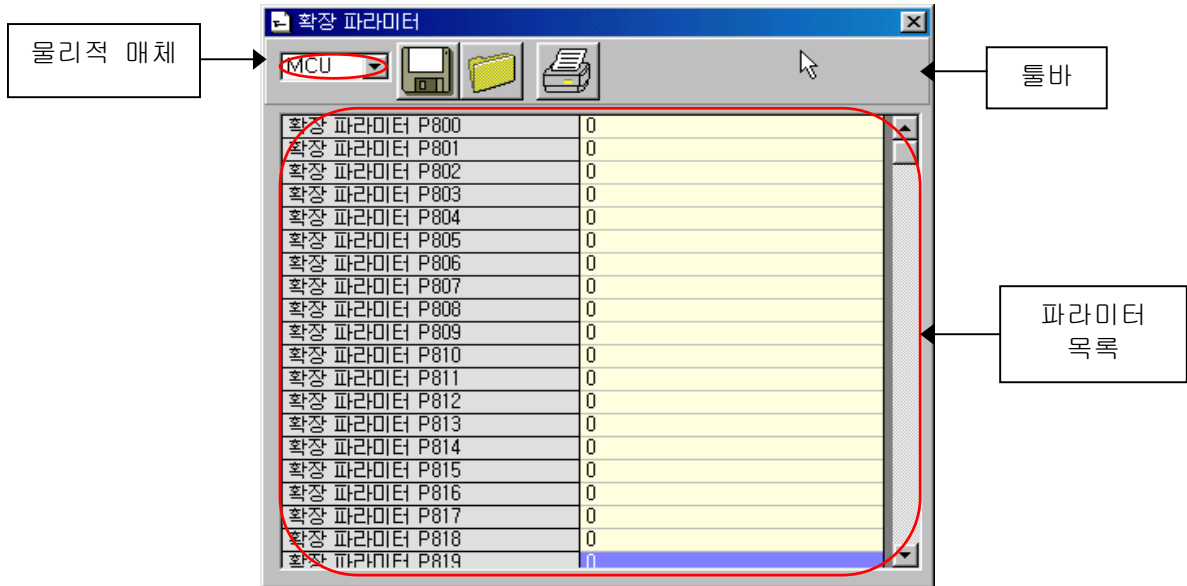 확장 파라미터
물리적 매체
MCU
툴바
확장 파라미터 P800 0
확장 파라미터 P801 0
확장 파라미터 P802 0
확장 파라미터 P803 0
확장 파라미터 P804 0
확장 파라미터 P805 0
확장 파라미터 P806 0
확장 파라미터 P807 0
확장 파라미터 P808 0
확장 파라미터 P809 0
확장 파라미터 P810 0
확장 파라미터 P811 0
확장 파라미터 P812 0
확장 파라미터 P813 0
확장 파라미터 P814 0
확장 파라미터 P815 0
확장 파라미터 P816 0
확장 파라미터 P817 0
확장 파라미터 P818 0
확장 파라미터 P819 0
파라미터
목록